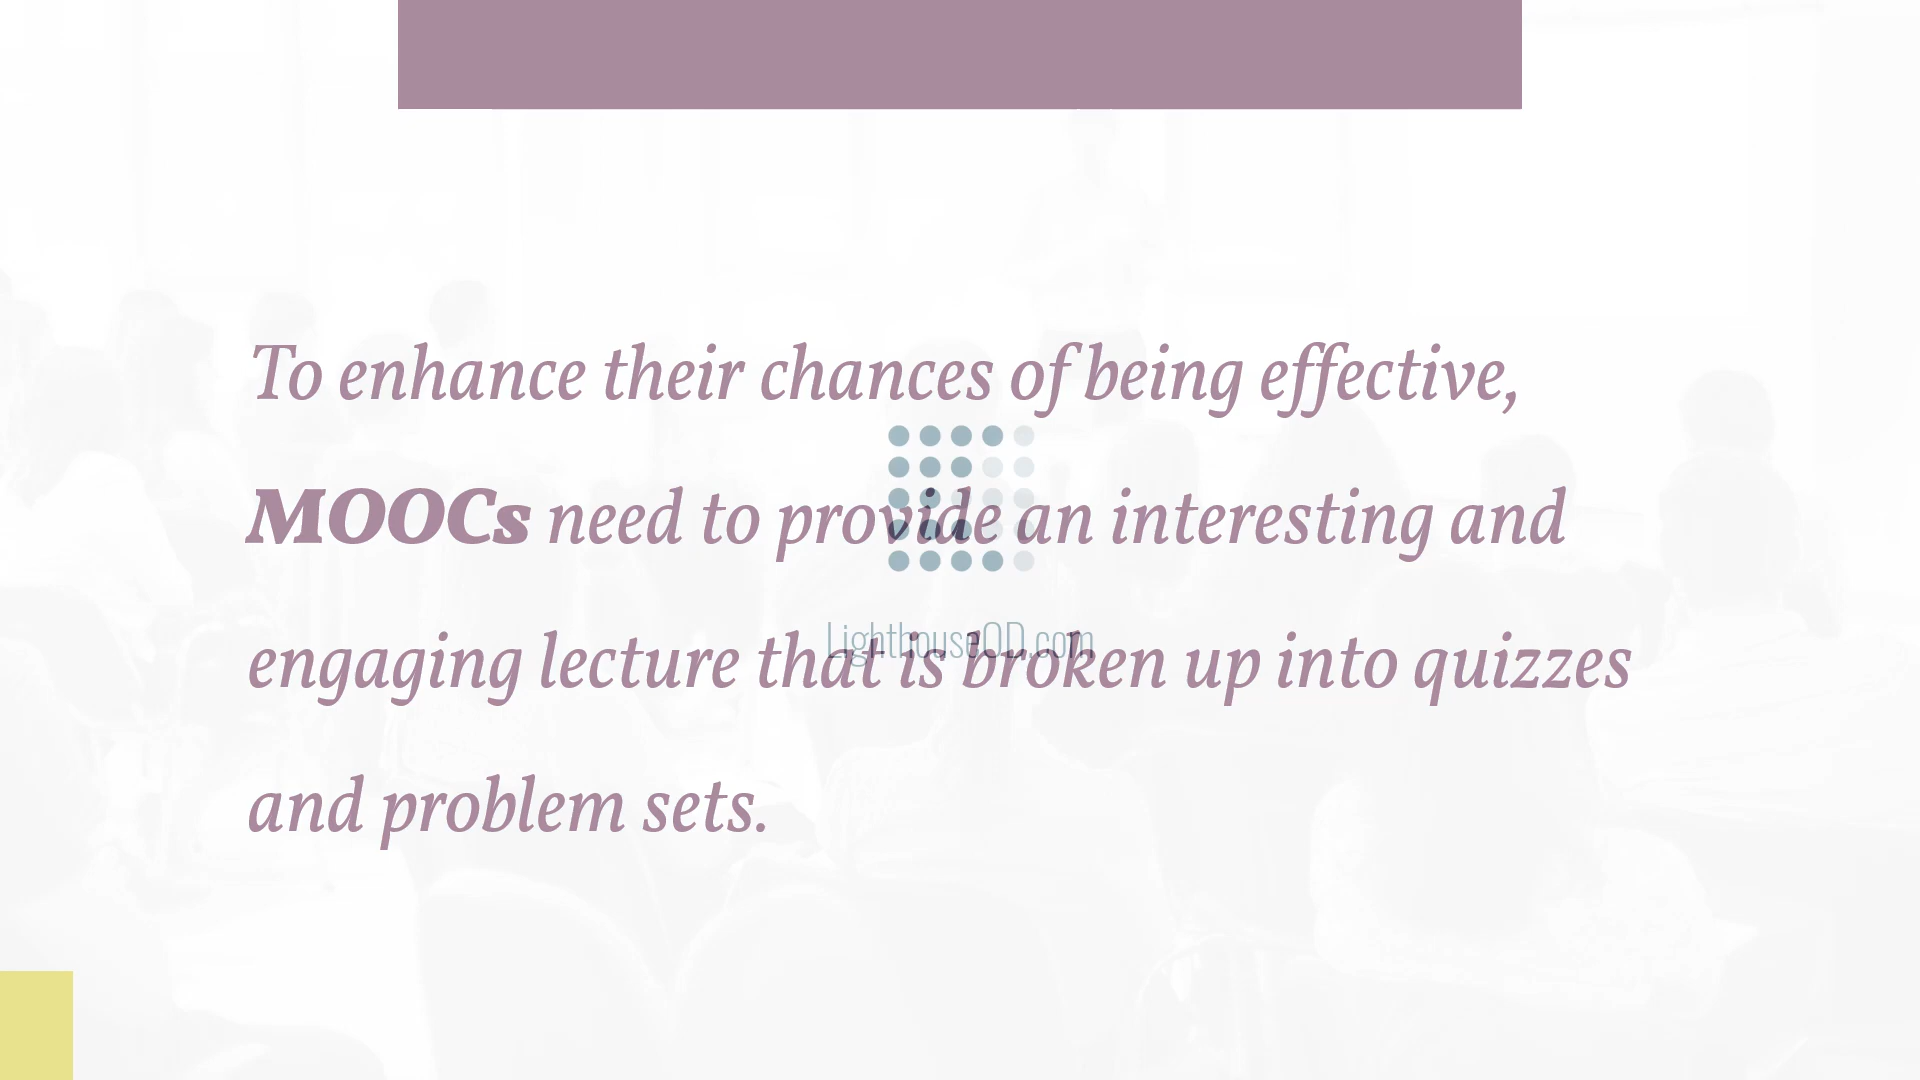 To enhance their chances of being effective,
MOOCs need to provide an interesting and
LighthouseOD.com
engaging lecture that is broken up into quizzes
and problem sets.